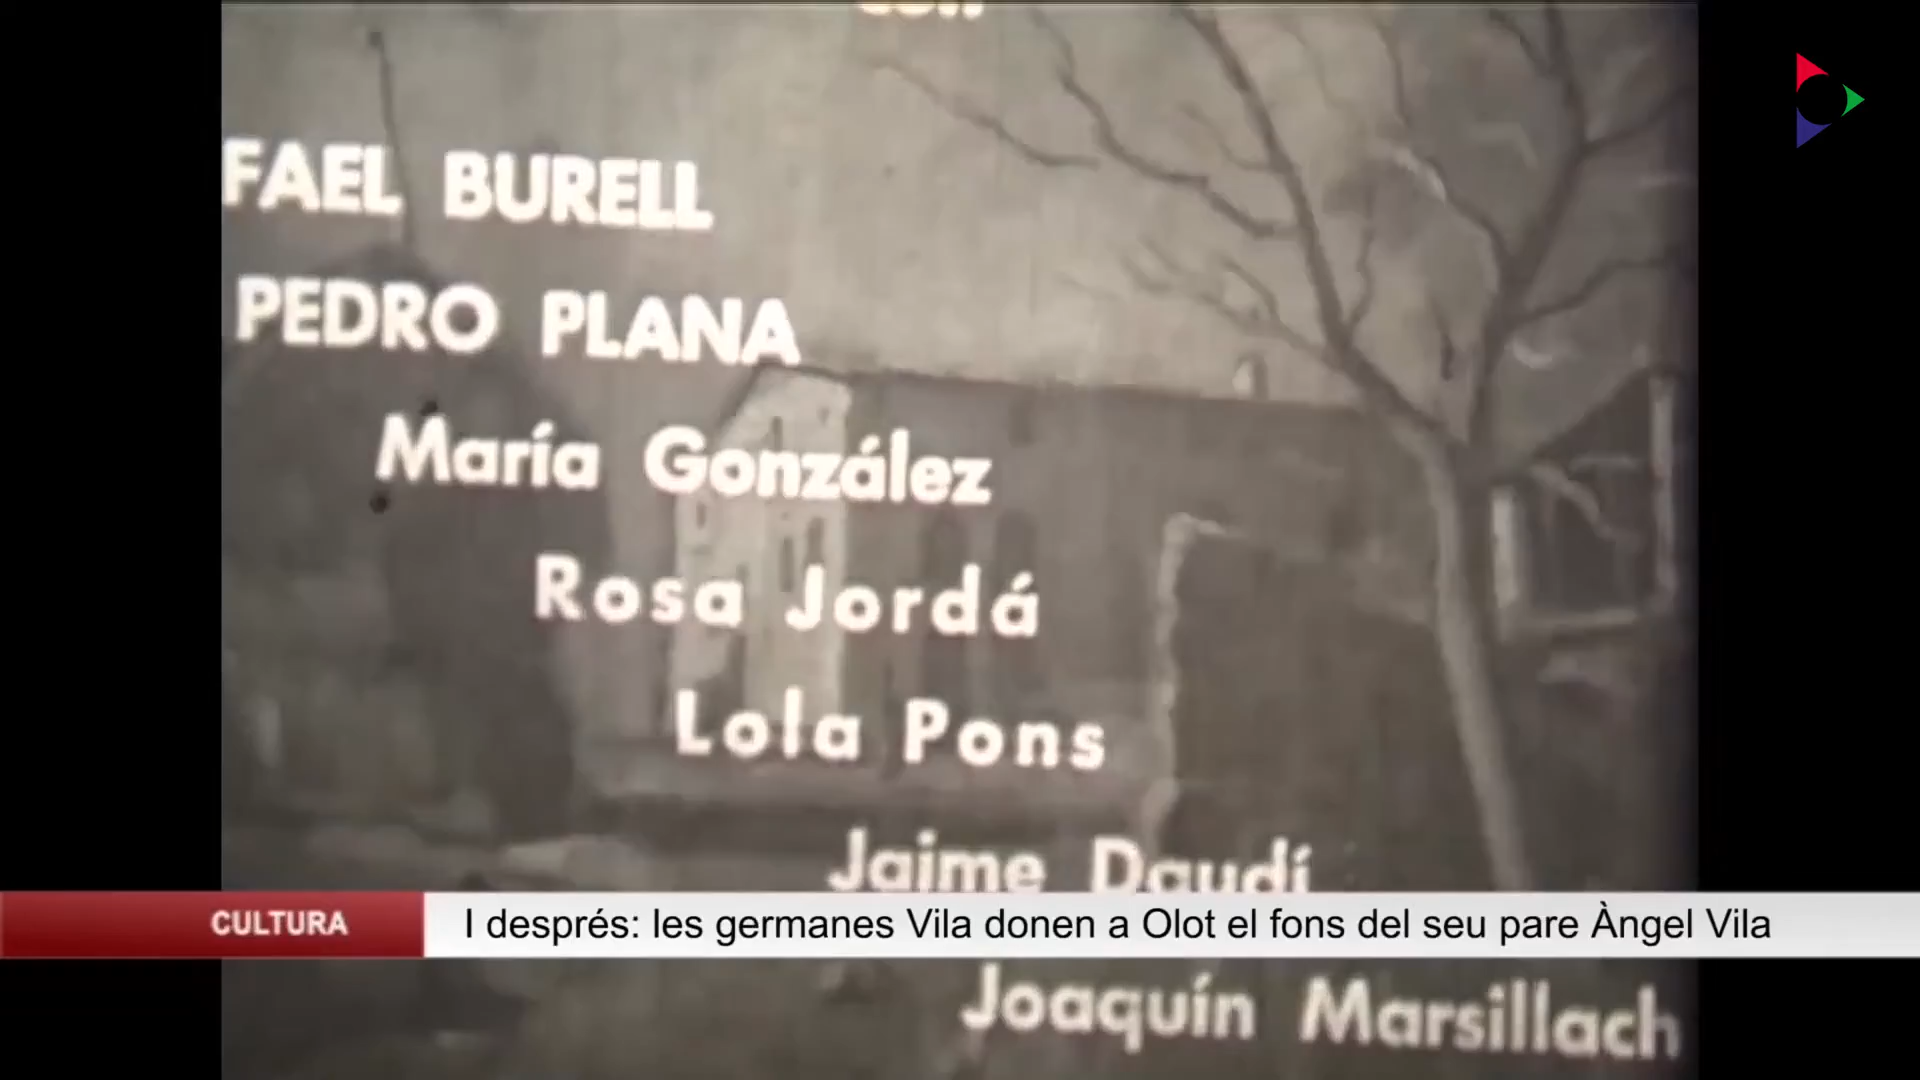 FAEL BURELL
PEDRO PLANA
María González
Rosa Jordá
Lola Pons
Jaime Daudí
CULTURA
I després: les germanes Vila donen a Olot el fons del seu pare Àngel Vila
Joaquín Marsillach